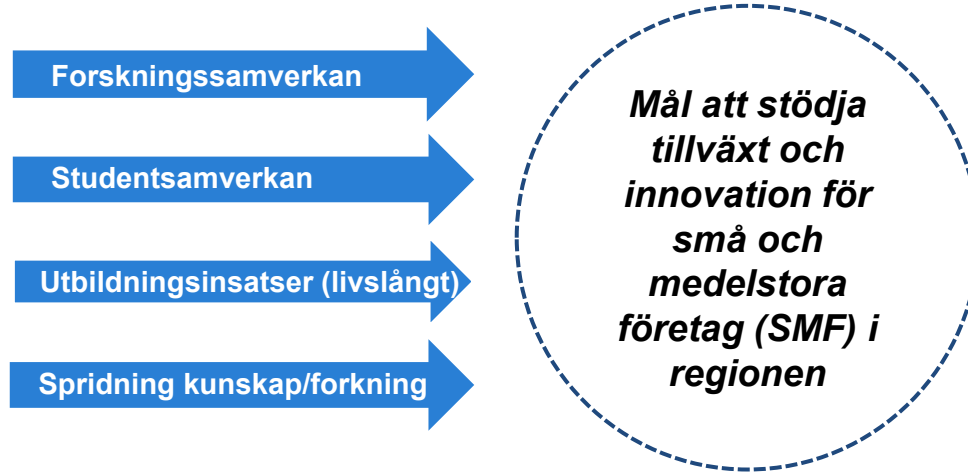 Forskningssamverkan
Studentsamverkan
Utbildningsinsatser (livslångt)
Spridning kunskap/forkning
Mål att stödja
tillväxt och
innovation för
små och
medelstora
företag (SMF) i
regionen